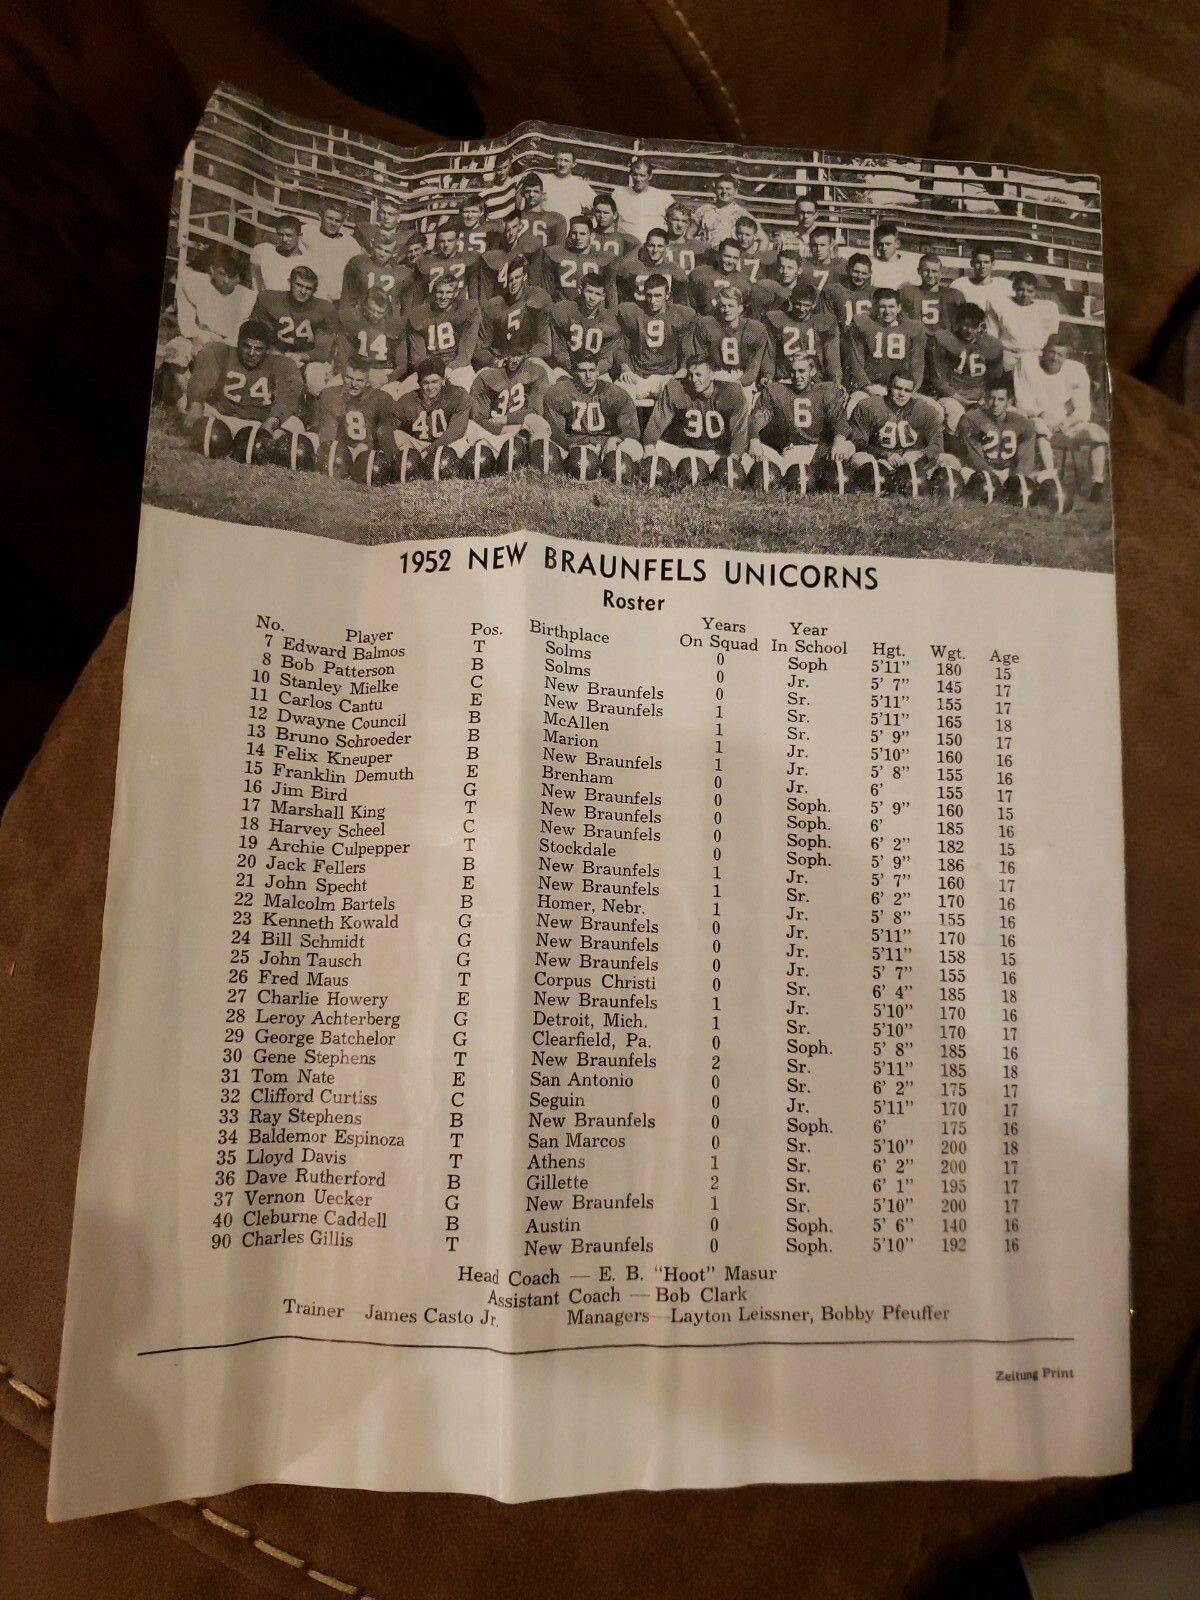 15 26 20
12 22 4 20 10 7 7
24 14 18 5 30 9 8 21 16 18 5 16
24 8 40 33 70 30 6 90 23
1952 NEW BRAUNFELS UNICORNS
Roster
No. Player Pos. Birthplace Years On Squad Year In School Hgt. Wgt. Age
7 Edward Balmos T Solms 0 Soph 5'11" 180 15
8 Bob Patterson B Solms 0 Jr. 5' 7" 145 17
10 Stanley Mielke C New Braunfels 0 Sr. 5'11" 155 17
11 Carlos Cantu E New Braunfels 1 Sr. 5'11" 165 18
12 Dwayne Council B McAllen 1 Sr. 5' 9" 150 17
13 Bruno Schroeder B Marion 1 Jr. 5'10" 160 16
14 Felix Kneuper B New Braunfels 1 Jr. 5' 8" 155 16
15 Franklin Demuth E Brenham 0 Jr. 6' 155 17
16 Jim Bird G New Braunfels 0 Soph. 5' 9" 160 15
17 Marshall King T New Braunfels 0 Soph. 6' 185 16
18 Harvey Scheel C New Braunfels 0 Soph. 6' 2" 182 15
19 Archie Culpepper T Stockdale 0 Soph. 5' 9" 186 16
20 Jack Fellers B New Braunfels 1 Jr. 5' 7" 160 17
21 John Specht E New Braunfels 1 Sr. 6' 2" 170 16
22 Malcolm Bartels B Homer, Nebr. 1 Jr. 5' 8" 155 16
23 Kenneth Kowald G New Braunfels 0 Jr. 5'11" 170 16
24 Bill Schmidt G New Braunfels 0 Jr. 5'11" 158 15
25 John Tausch G New Braunfels 0 Jr. 5' 7" 155 16
26 Fred Maus T Corpus Christi 0 Sr. 6' 4" 185 18
27 Charlie Howery E New Braunfels 1 Jr. 5'10" 170 16
28 Leroy Achterberg G Detroit, Mich. 1 Sr. 5'10" 170 17
29 George Batchelor G Clearfield, Pa. 0 Soph. 5' 8" 185 16
30 Gene Stephens T New Braunfels 2 Sr. 5'11" 185 18
31 Tom Nate E San Antonio 0 Sr. 6' 2" 175 17
32 Clifford Curtiss C Seguin 0 Jr. 5'11" 170 17
33 Ray Stephens B New Braunfels 0 Soph. 6' 175 16
34 Baldemor Espinoza T San Marcos 0 Sr. 5'10" 200 18
35 Lloyd Davis T Athens 1 Sr. 6' 2" 200 17
36 Dave Rutherford B Gillette 2 Sr. 6' 1" 195 17
37 Vernon Uecker G New Braunfels 1 Sr. 5'10" 200 17
40 Cleburne Caddell B Austin 0 Soph. 5' 6" 140 16
90 Charles Gillis T New Braunfels 0 Soph. 5'10" 192 16
Head Coach — E. B. "Hoot" Masur
Assistant Coach — Bob Clark
Trainer—James Casto Jr. Managers—Layton Leissner, Bobby Pfeuffer
Zeitung Print